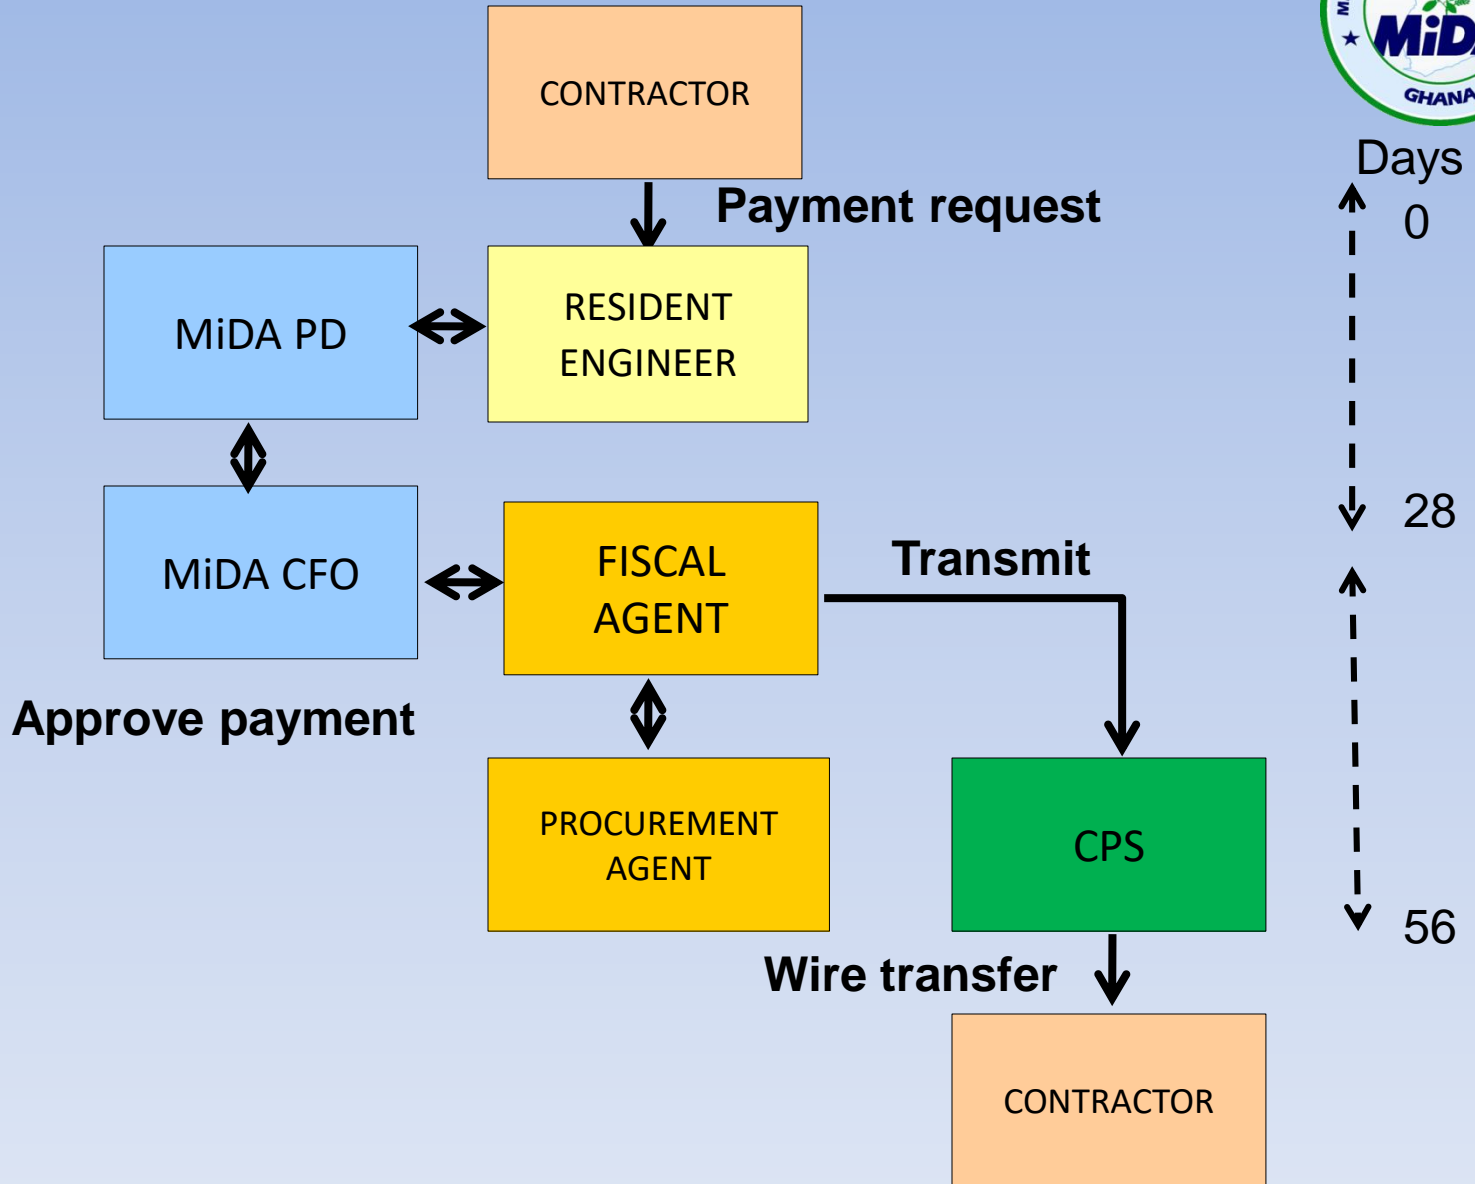 CONTRACTOR
GHANA
Days
Payment request
0
MiDA PD
RESIDENT
ENGINEER
28
MiDA CFO
FISCAL
AGENT
Transmit
Approve payment
PROCUREMENT
AGENT
CPS
56
Wire transfer
CONTRACTOR